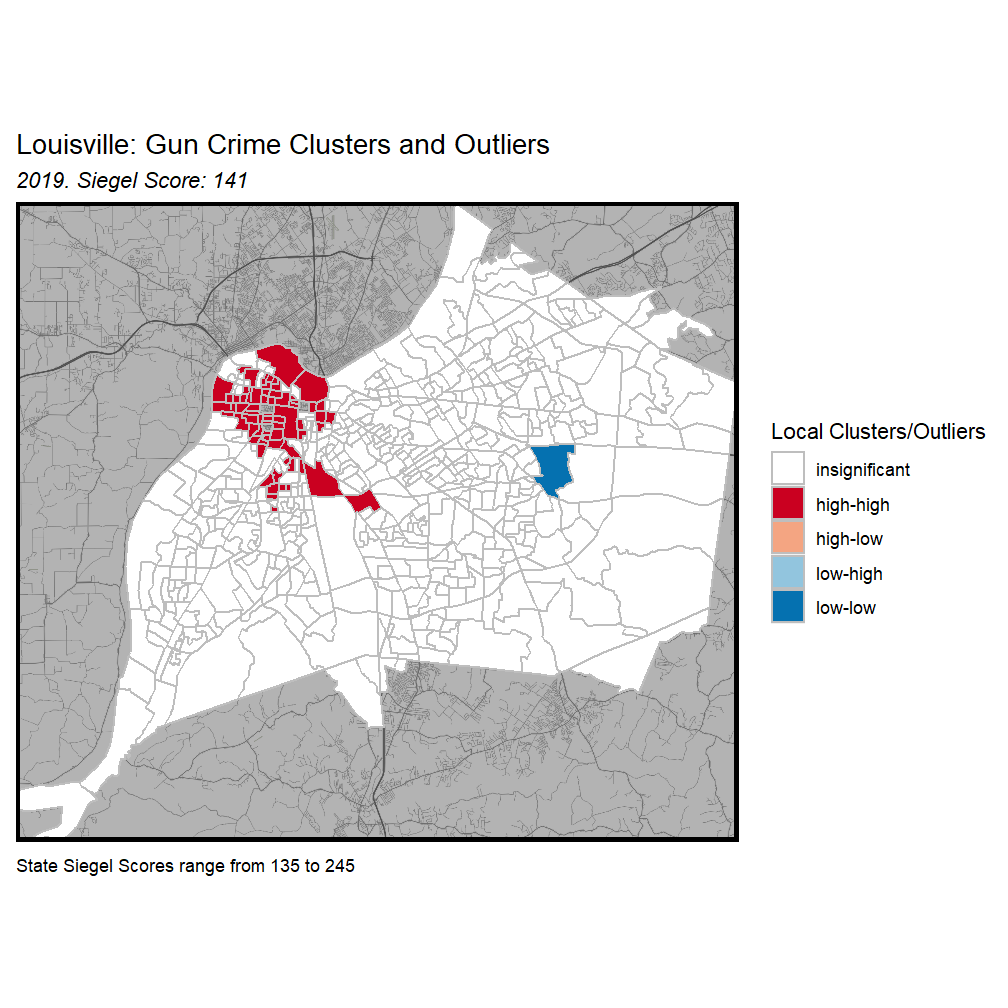 Louisville: Gun Crime Clusters and Outliers
2019. Siegel Score: 141
Local Clusters/Outliers
insignificant
high-high
high-low
low-high
low-low
State Siegel Scores range from 135 to 245